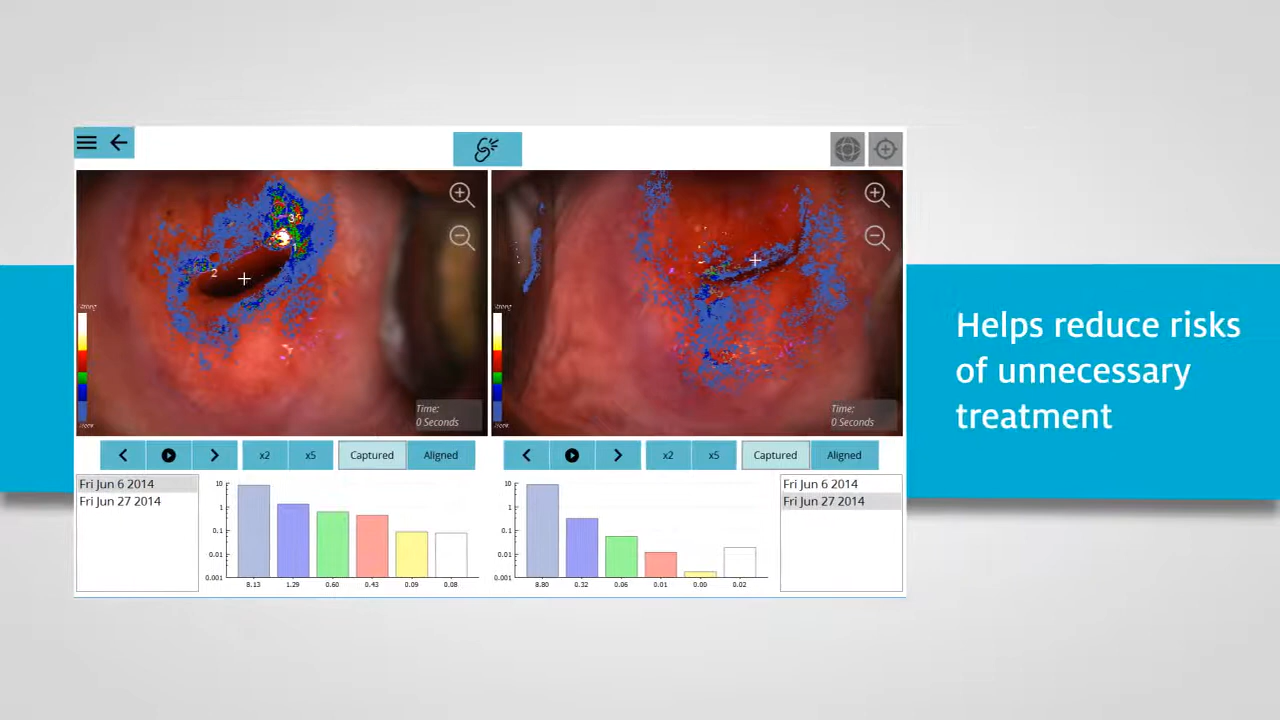 3
2
Time:
0 Seconds
Time:
0 Seconds
Helps reduce risks
of unnecessary
treatment
x2 x5 Captured Aligned
x2 x5 Captured Aligned
Fri Jun 6 2014
Fri Jun 27 2014
10
1
0.1
0.01
0.001
8.13 1.29 0.60 0.43 0.09 0.08
10
1
0.1
0.01
0.001
8.80 0.32 0.06 0.01 0.00 0.02
Fri Jun 6 2014
Fri Jun 27 2014